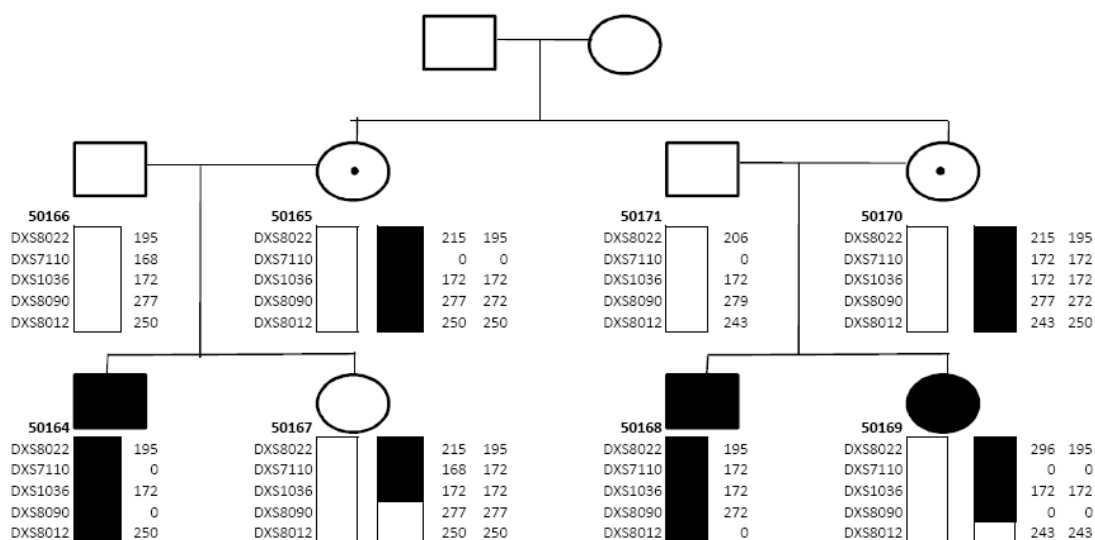 50166 50165 50171 50170
DXS8022 195 DXS8022 215 195 DXS8022 206 DXS8022 215 195
DXS7110 168 DXS7110 0 0 DXS7110 0 DXS7110 172 172
DXS1036 172 DXS1036 172 172 DXS1036 172 DXS1036 172 172
DXS8090 277 DXS8090 277 272 DXS8090 279 DXS8090 277 272
DXS8012 250 DXS8012 250 250 DXS8012 243 DXS8012 243 250
50164 50167 50168 50169
DXS8022 195 DXS8022 215 195 DXS8022 195 DXS8022 296 195
DXS7110 0 DXS7110 168 172 DXS7110 172 DXS7110 0 0
DXS1036 172 DXS1036 172 172 DXS1036 172 DXS1036 172 172
DXS8090 0 DXS8090 277 277 DXS8090 272 DXS8090 0 0
DXS8012 250 DXS8012 250 250 DXS8012 0 DXS8012 243 243